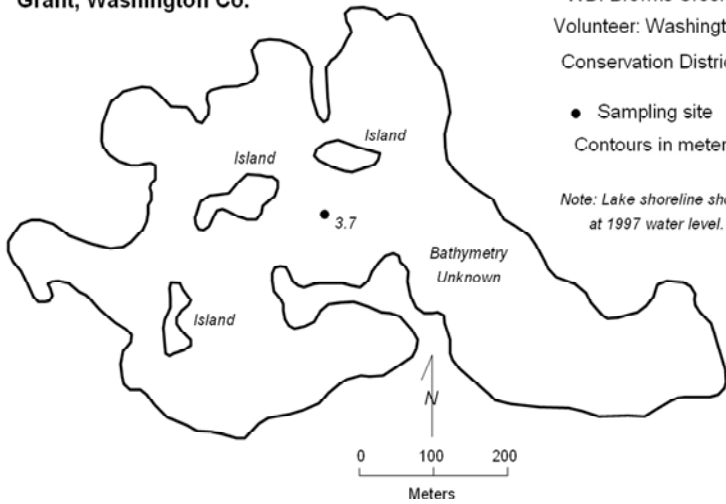 Grant, Washington Co.
Volunteer: Washingt
Conservation Distric
Sampling site
Contours in meter
Note: Lake shoreline sho
at 1997 water level.
Island
Island
3.7
Bathymetry
Unknown
Island
N
0 100 200
Meters